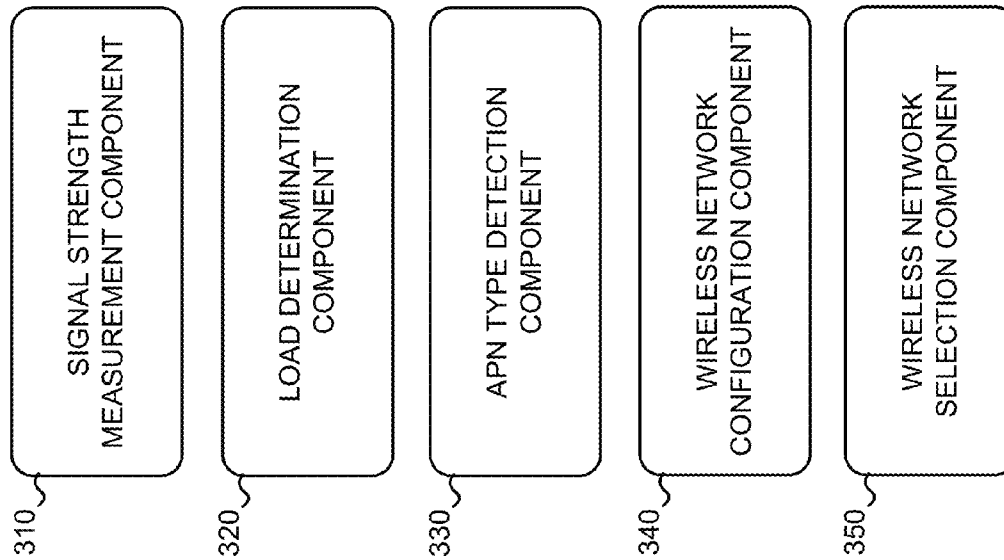 310
SIGNAL STRENGTH
MEASUREMENT COMPONENT
320
LOAD DETERMINATION
COMPONENT
330
APN TYPE DETECTION
COMPONENT
340
WIRELESS NETWORK
CONFIGURATION COMPONENT
350
WIRELESS NETWORK
SELECTION COMPONENT